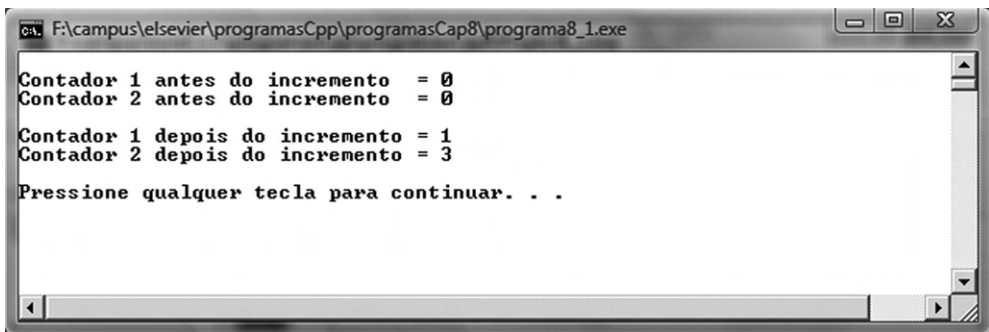 F:\campus\elsevier\programasCpp\programasCap8\programa8_1.exe
Contador 1 antes do incremento = 0
Contador 2 antes do incremento = 0
Contador 1 depois do incremento = 1
Contador 2 depois do incremento = 3
Pressione qualquer tecla para continuar. . .